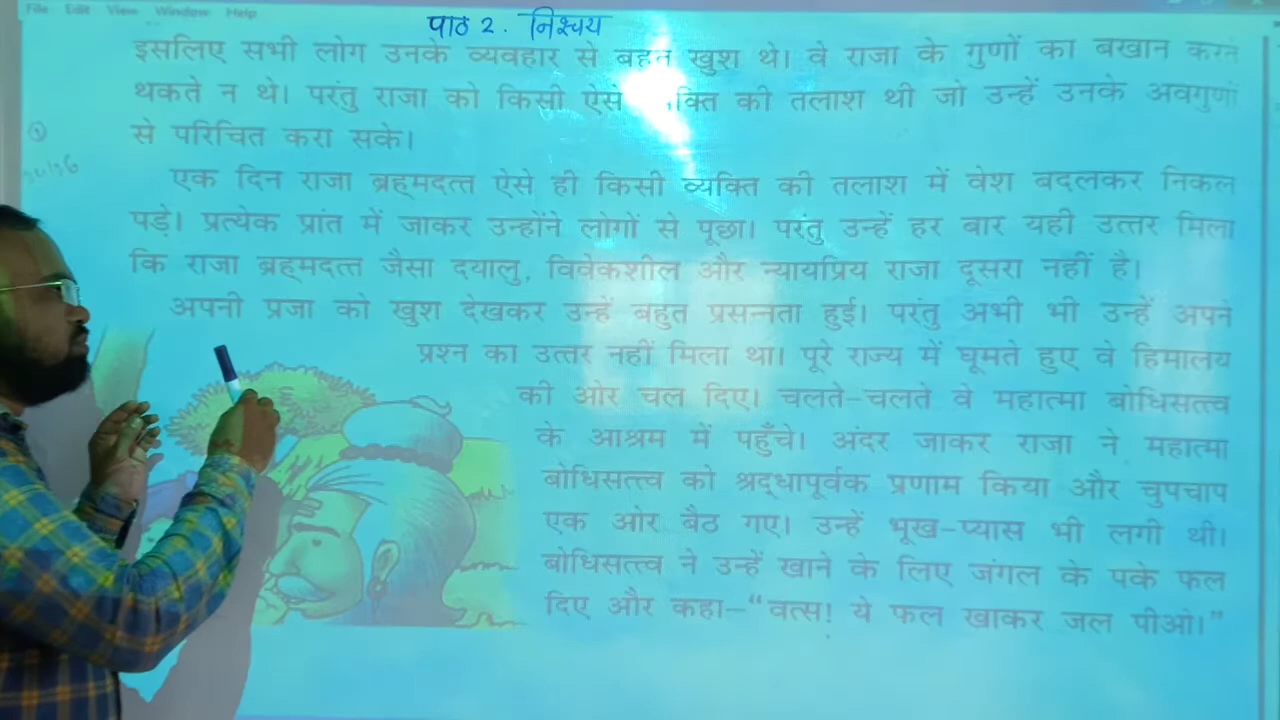 File Edit View Window Help
पाठ 2. निश्चय
इसलिए सभी लोग उनके व्यवहार से बहुत खुश थे। वे राजा के गुणों का बखान करते
थकते न थे। परंतु राजा को किसी ऐसे व्यक्ति की तलाश थी जो उन्हें उनके अवगुणों
से परिचित करा सके।
एक दिन राजा ब्रह्मदत्त ऐसे ही किसी व्यक्ति की तलाश में वेश बदलकर निकल
पड़े। प्रत्येक प्रांत में जाकर उन्होंने लोगों से पूछा। परंतु उन्हें हर बार यही उत्तर मिला
कि राजा ब्रह्मदत्त जैसा दयालु, विवेकशील और न्यायप्रिय राजा दूसरा नहीं है।
अपनी प्रजा को खुश देखकर उन्हें बहुत प्रसन्नता हुई। परंतु अभी भी उन्हें अपने
प्रश्न का उत्तर नहीं मिला था। पूरे राज्य में घूमते हुए वे हिमालय
की ओर चल दिए। चलते-चलते वे महात्मा बोधिसत्त्व
के आश्रम में पहुँचे। अंदर जाकर राजा ने महात्मा
बोधिसत्त्व को श्रद्धापूर्वक प्रणाम किया और चुपचाप
एक ओर बैठ गए। उन्हें भूख-प्यास भी लगी थी।
बोधिसत्त्व ने उन्हें खाने के लिए जंगल के पके फल
दिए और कहा-“वत्स! ये फल खाकर जल पीओ।”